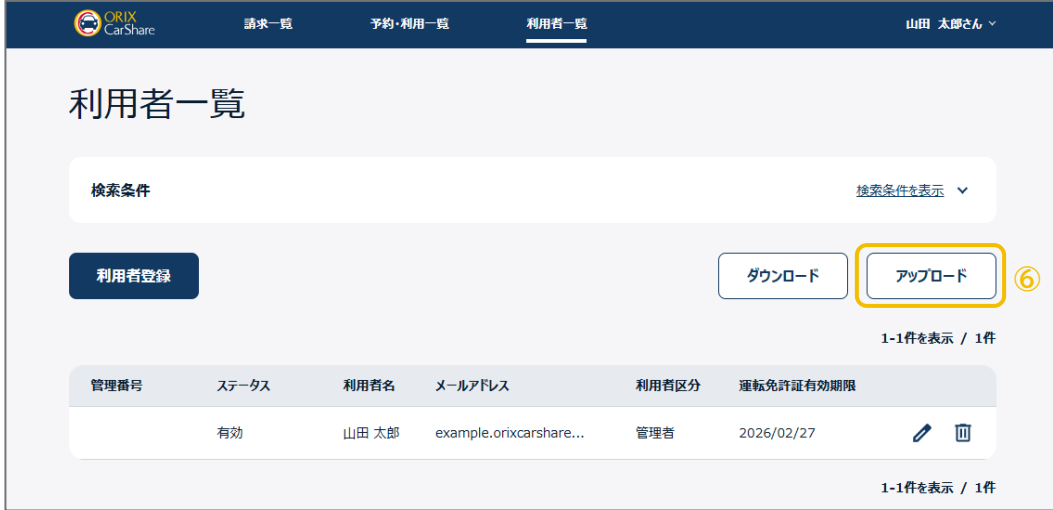 ORIX
CarShare
請求一覧 予約・利用一覧 利用者一覧 山田 太郎さん
利用者一覧
検索条件 検索条件を表示
利用者登録 ダウンロード アップロード ⑥
1-1件を表示 / 1件
管理番号 ステータス 利用者名 メールアドレス 利用者区分 運転免許証有効期限
有効 山田 太郎 example.orixcarshare... 管理者 2026/02/27
1-1件を表示 / 1件